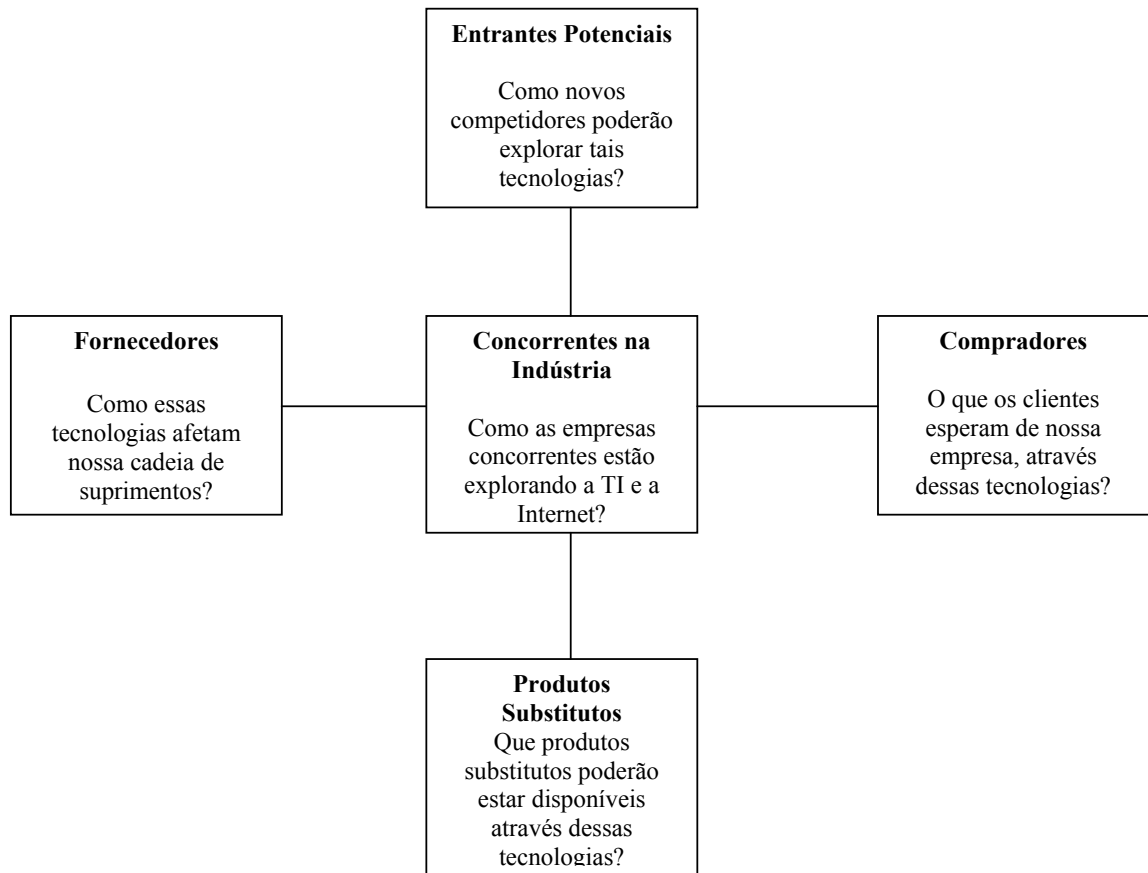 Entrantes Potenciais
Como novos
competidores poderão
explorar tais
tecnologias?
Fornecedores
Como essas
tecnologias afetam
nossa cadeia de
suprimentos?
Concorrentes na
Indústria
Como as empresas
concorrentes estão
explorando a TI e a
Internet?
Compradores
O que os clientes
esperam de nossa
empresa, através
dessas tecnologias?
Produtos
Substitutos
Que produtos
substitutos poderão
estar disponíveis
através dessas
tecnologias?